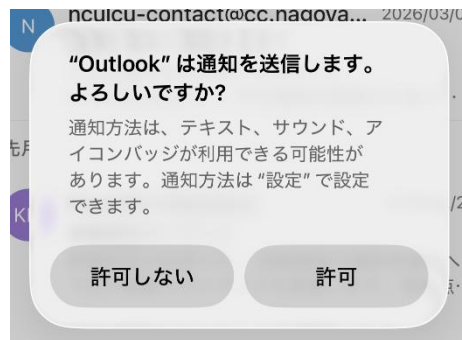 N
nculcu-contact@cc.nagoya... 2026/03/0
“Outlook” は通知を送信します。
よろしいですか?
通知方法は、テキスト、サウンド、ア
イコンバッジが利用できる可能性が
あります。通知方法は “設定” で設定
できます。
先月
許可しない
許可